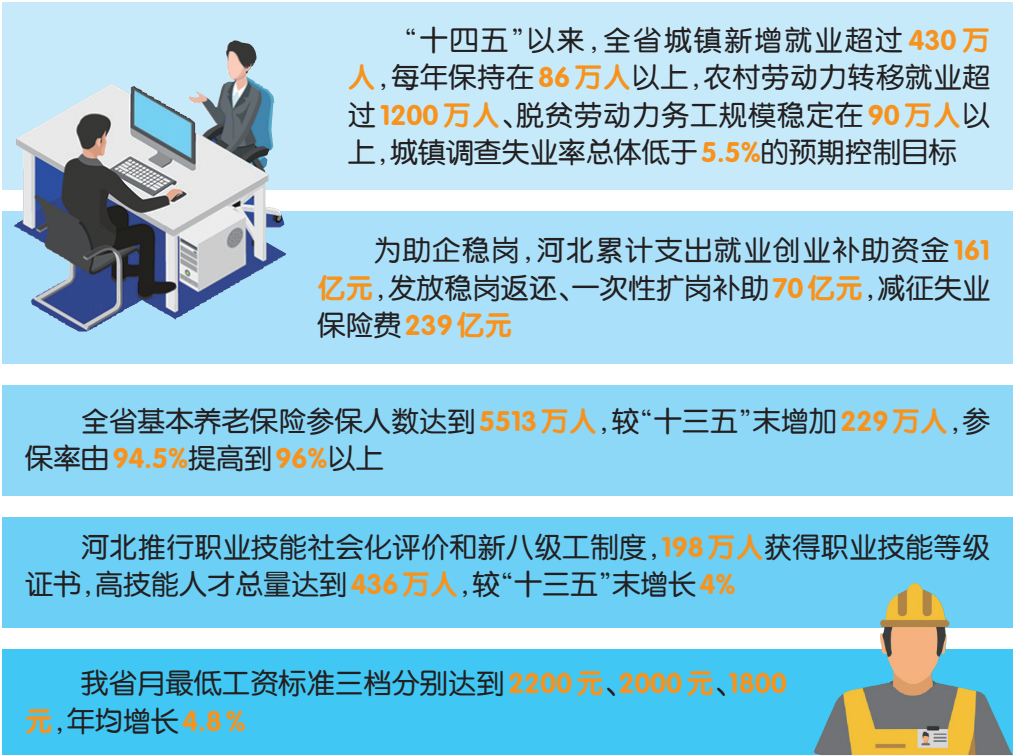 “十四五”以来,全省城镇新增就业超过430万
人,每年保持在86万人以上,农村劳动力转移就业超
过1200万人、脱贫劳动力务工规模稳定在90万人以
上,城镇调查失业率总体低于5.5%的预期控制目标
为助企稳岗,河北累计支出就业创业补助资金161
亿元,发放稳岗返还、一次性扩岗补助70亿元,减征失业
保险费239亿元
全省基本养老保险参保人数达到5513万人,较“十三五”末增加229万人,参
保率由94.5%提高到96%以上
河北推行职业技能社会化评价和新八级工制度,198万人获得职业技能等级
证书,高技能人才总量达到436万人,较“十三五”末增长4%
我省月最低工资标准三档分别达到2200元、2000元、1800
元,年均增长4.8%